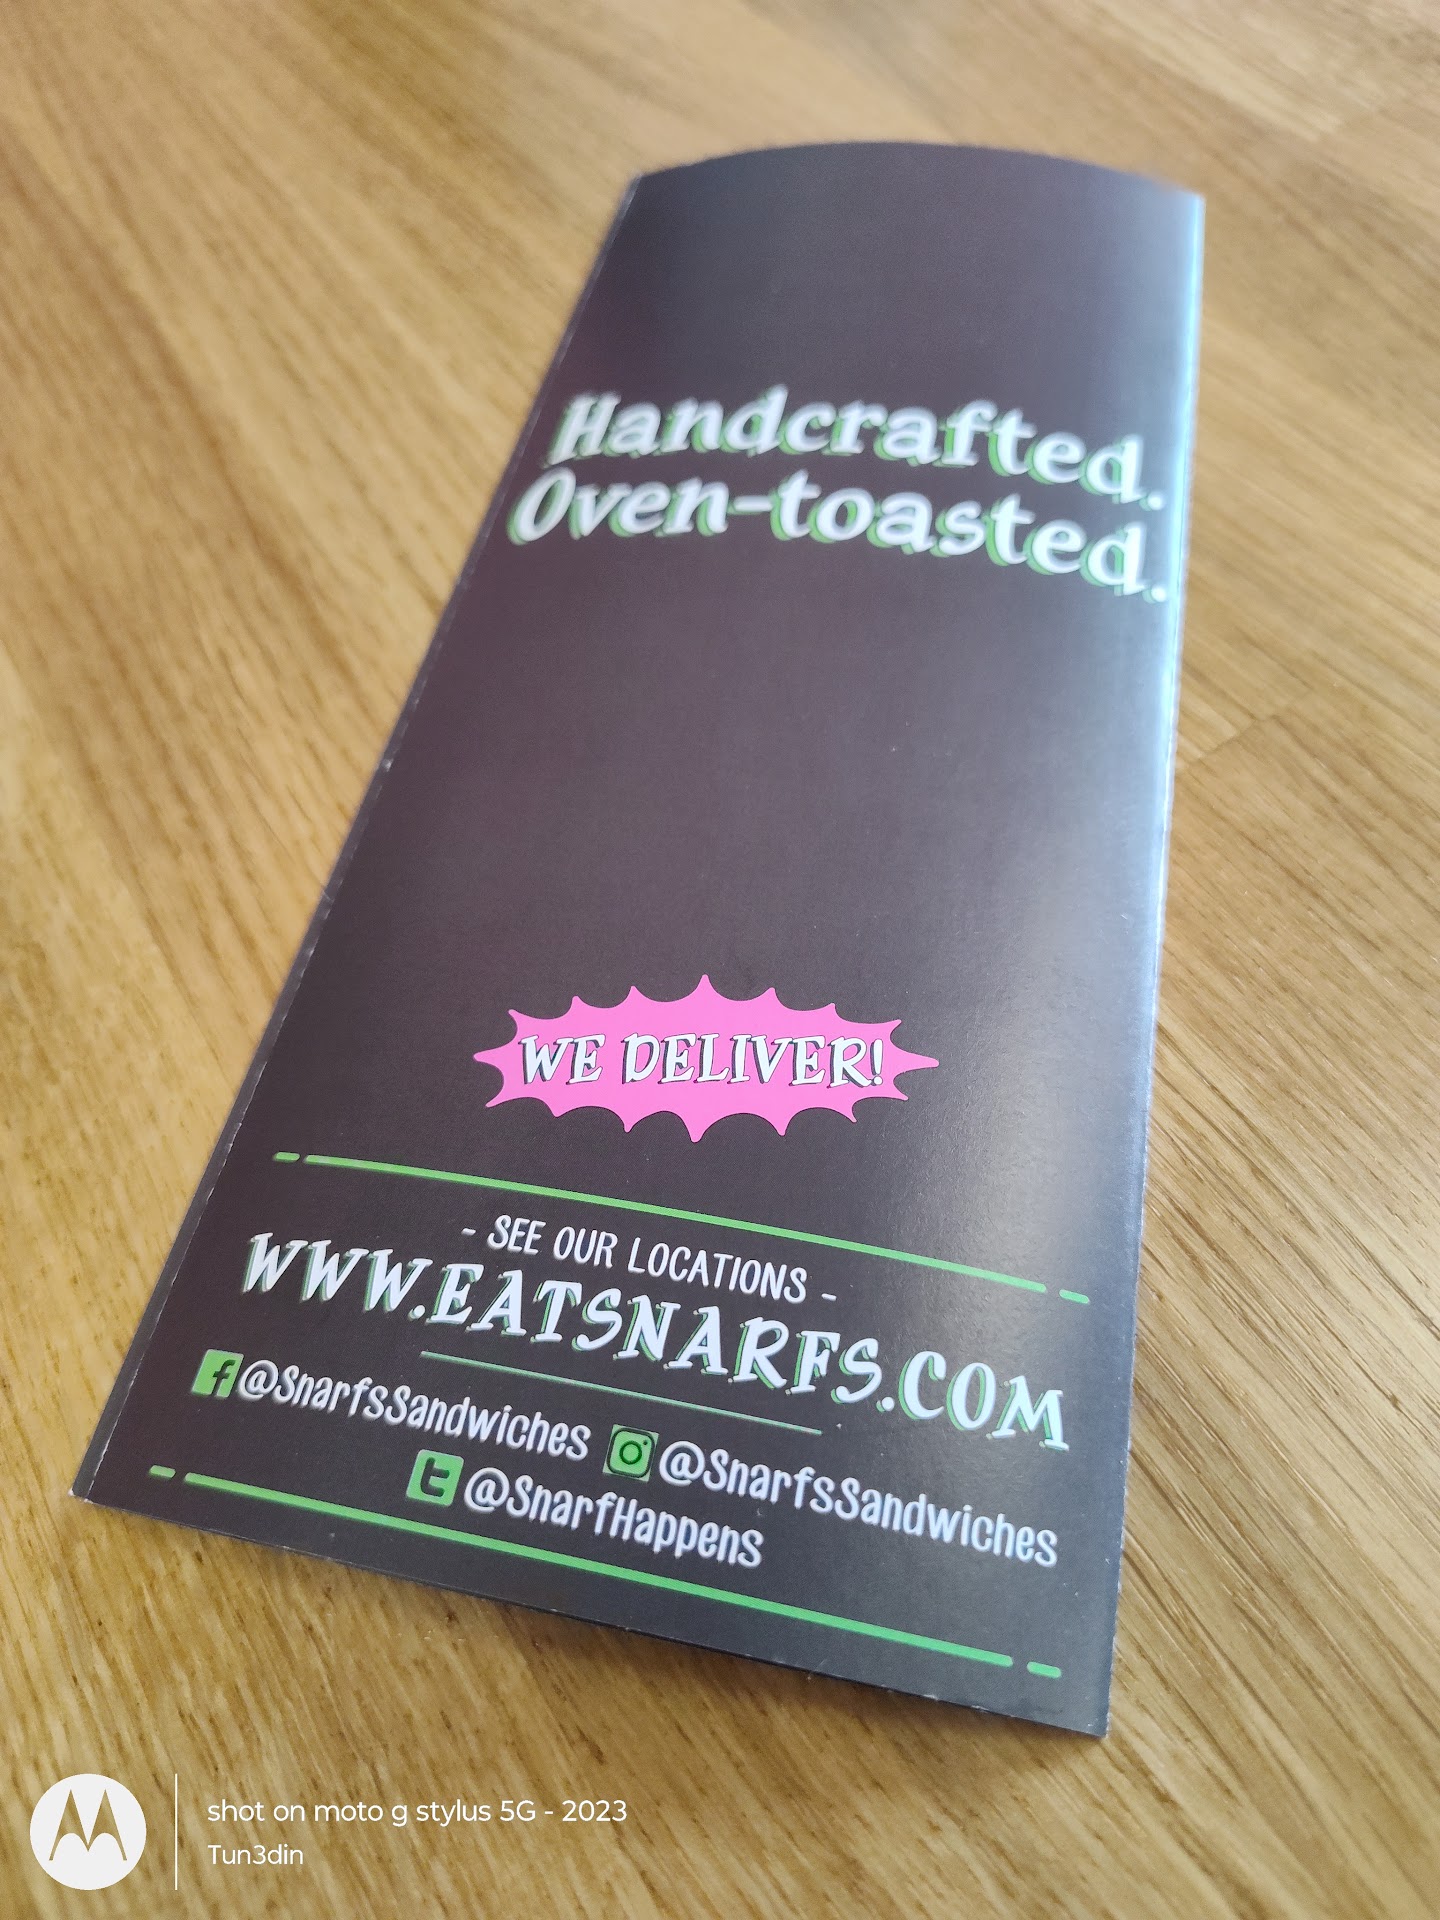 Handcrafted.
Oven-toasted.
WE DELIVER!
- SEE OUR LOCATIONS -
WWW.EATSNARFS.COM
@SnarfsSandwiches @SnarfsSandwiches
@SnarfHappens
shot on moto g stylus 5G - 2023
Tun3din